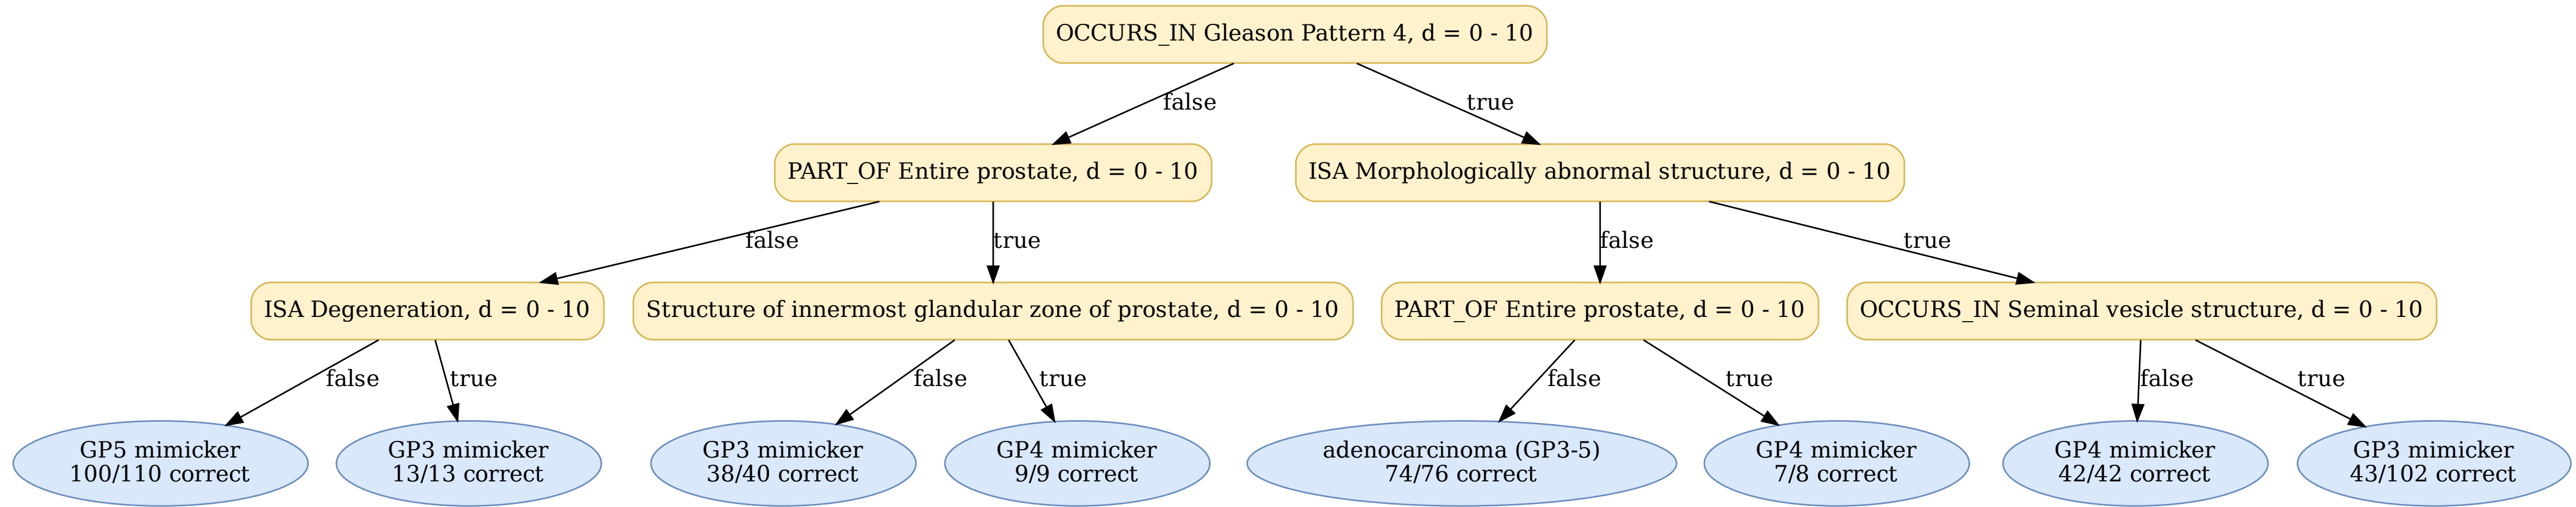 OCCURS_IN Gleason Pattern 4, d = 0 - 10
false
true
PART_OF Entire prostate, d = 0 - 10
ISA Morphologically abnormal structure, d = 0 - 10
false
true
false
true
ISA Degeneration, d = 0 - 10
Structure of innermost glandular zone of prostate, d = 0 - 10
PART_OF Entire prostate, d = 0 - 10
OCCURS_IN Seminal vesicle structure, d = 0 - 10
false
true
false
true
false
true
false
true
GP5 mimicker
100/110 correct
GP3 mimicker
13/13 correct
GP3 mimicker
38/40 correct
GP4 mimicker
9/9 correct
adenocarcinoma (GP3-5)
74/76 correct
GP4 mimicker
7/8 correct
GP4 mimicker
42/42 correct
GP3 mimicker
43/102 correct